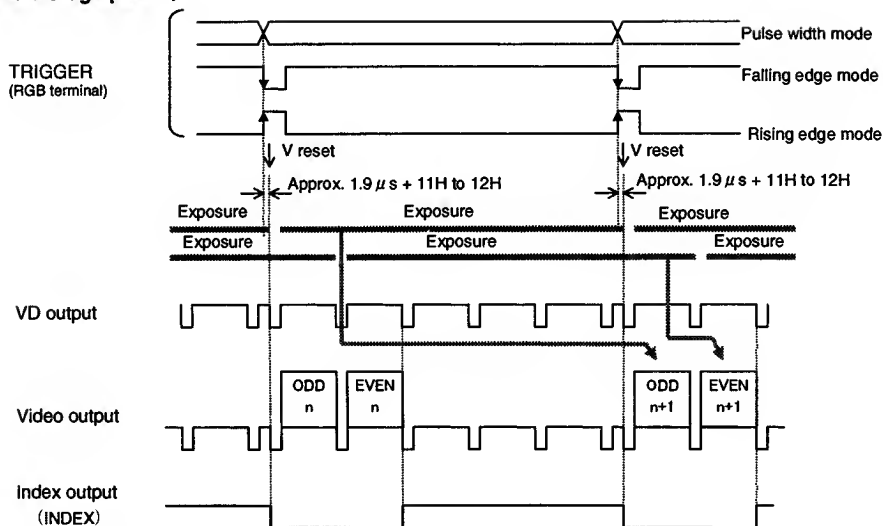 Pulse width mode
TRIGGER
(RGB terminal)
Falling edge mode
Rising edge mode
V reset
V reset
Approx. 1.9 μs + 11H to 12H
Approx. 1.9 μs + 11H to 12H
Exposure
Exposure
Exposure
Exposure
Exposure
Exposure
VD output
ODD
n
EVEN
n
ODD
n+1
EVEN
n+1
Video output
Index output
(INDEX)